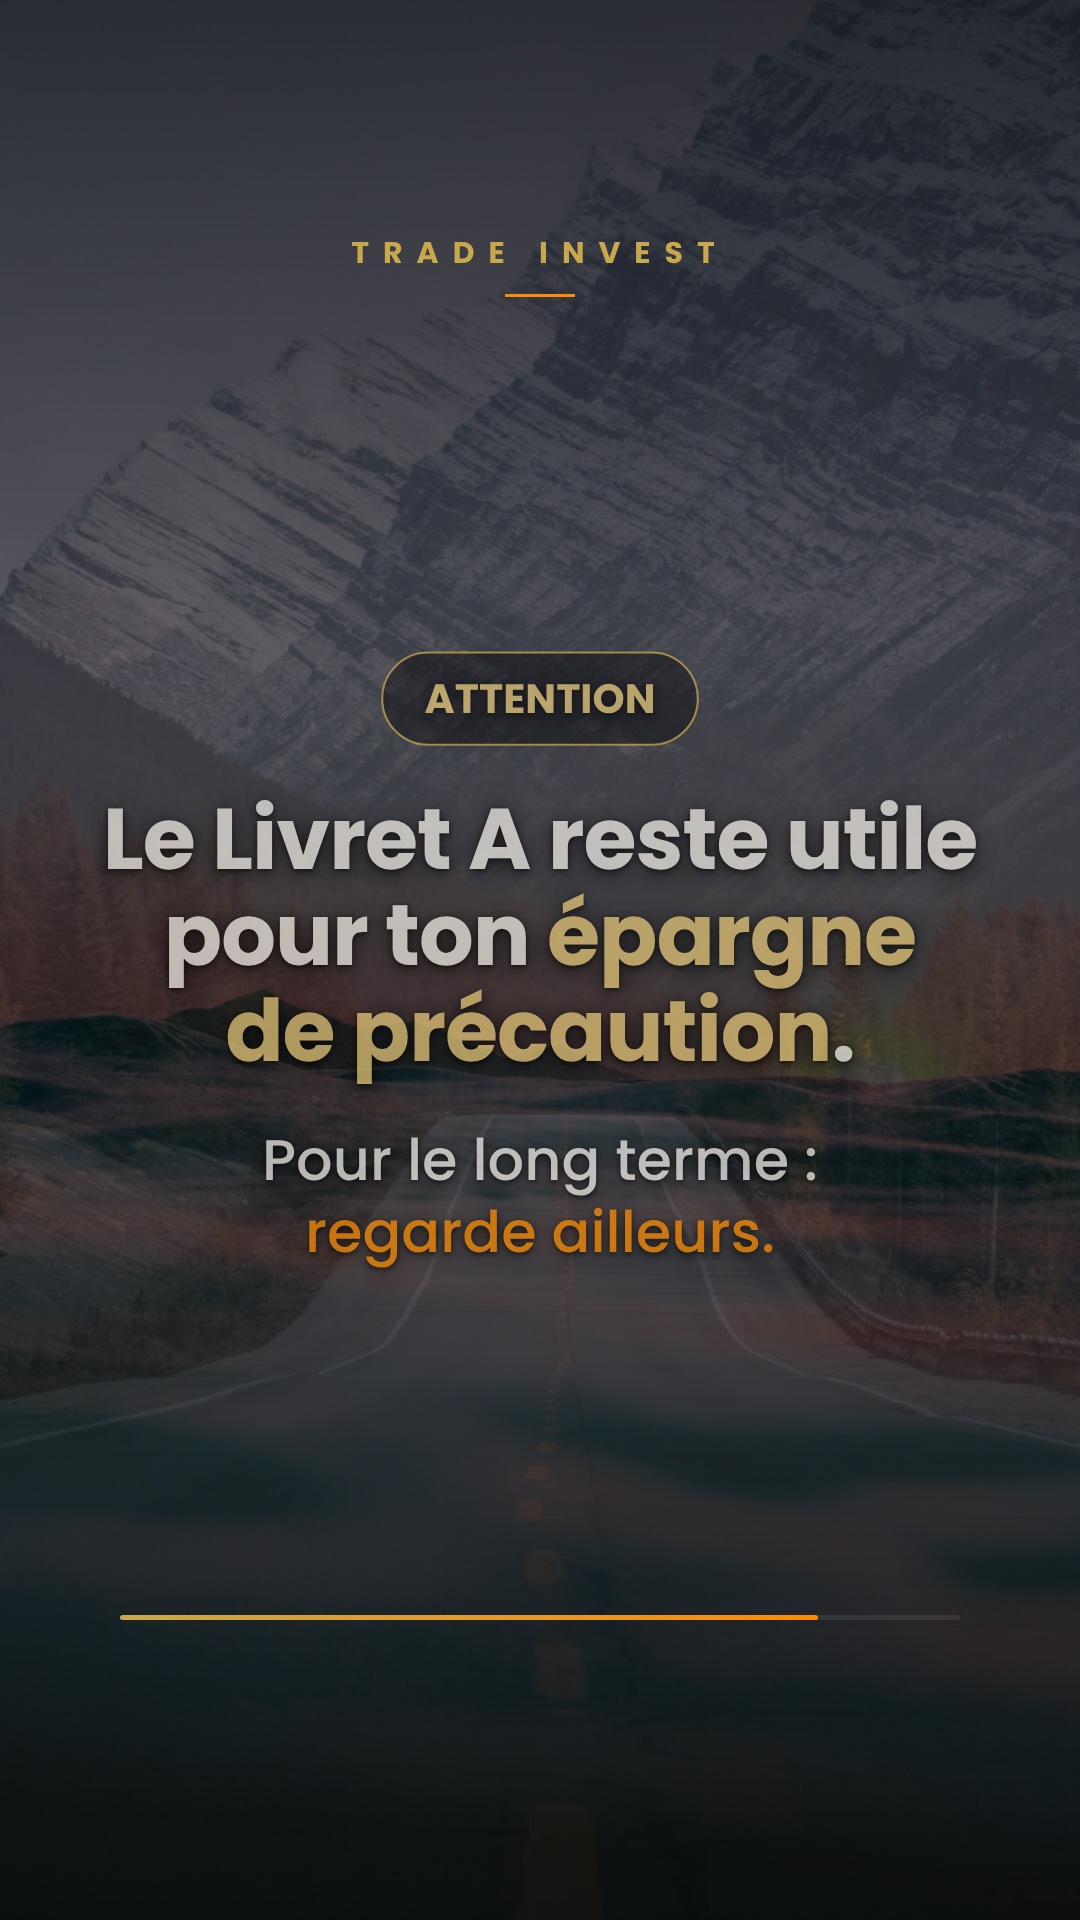 TRADE INVEST
ATTENTION
Le Livret A reste utile
pour ton épargne
de précaution.
Pour le long terme :
regarde ailleurs.